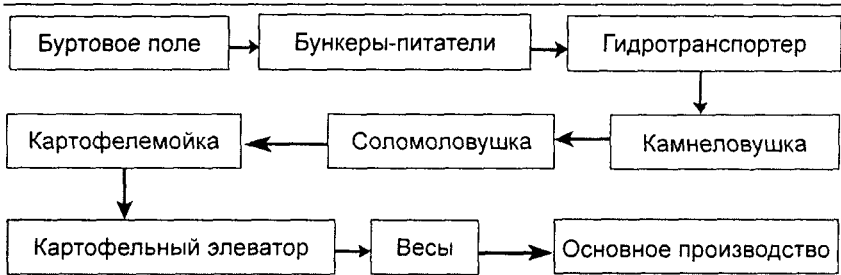 Буртовое поле
Бункеры-питатели
Гидротранспортер
Камнеловушка
Соломоловушка
Картофелемойка
Картофельный элеватор
Весы
Основное производство